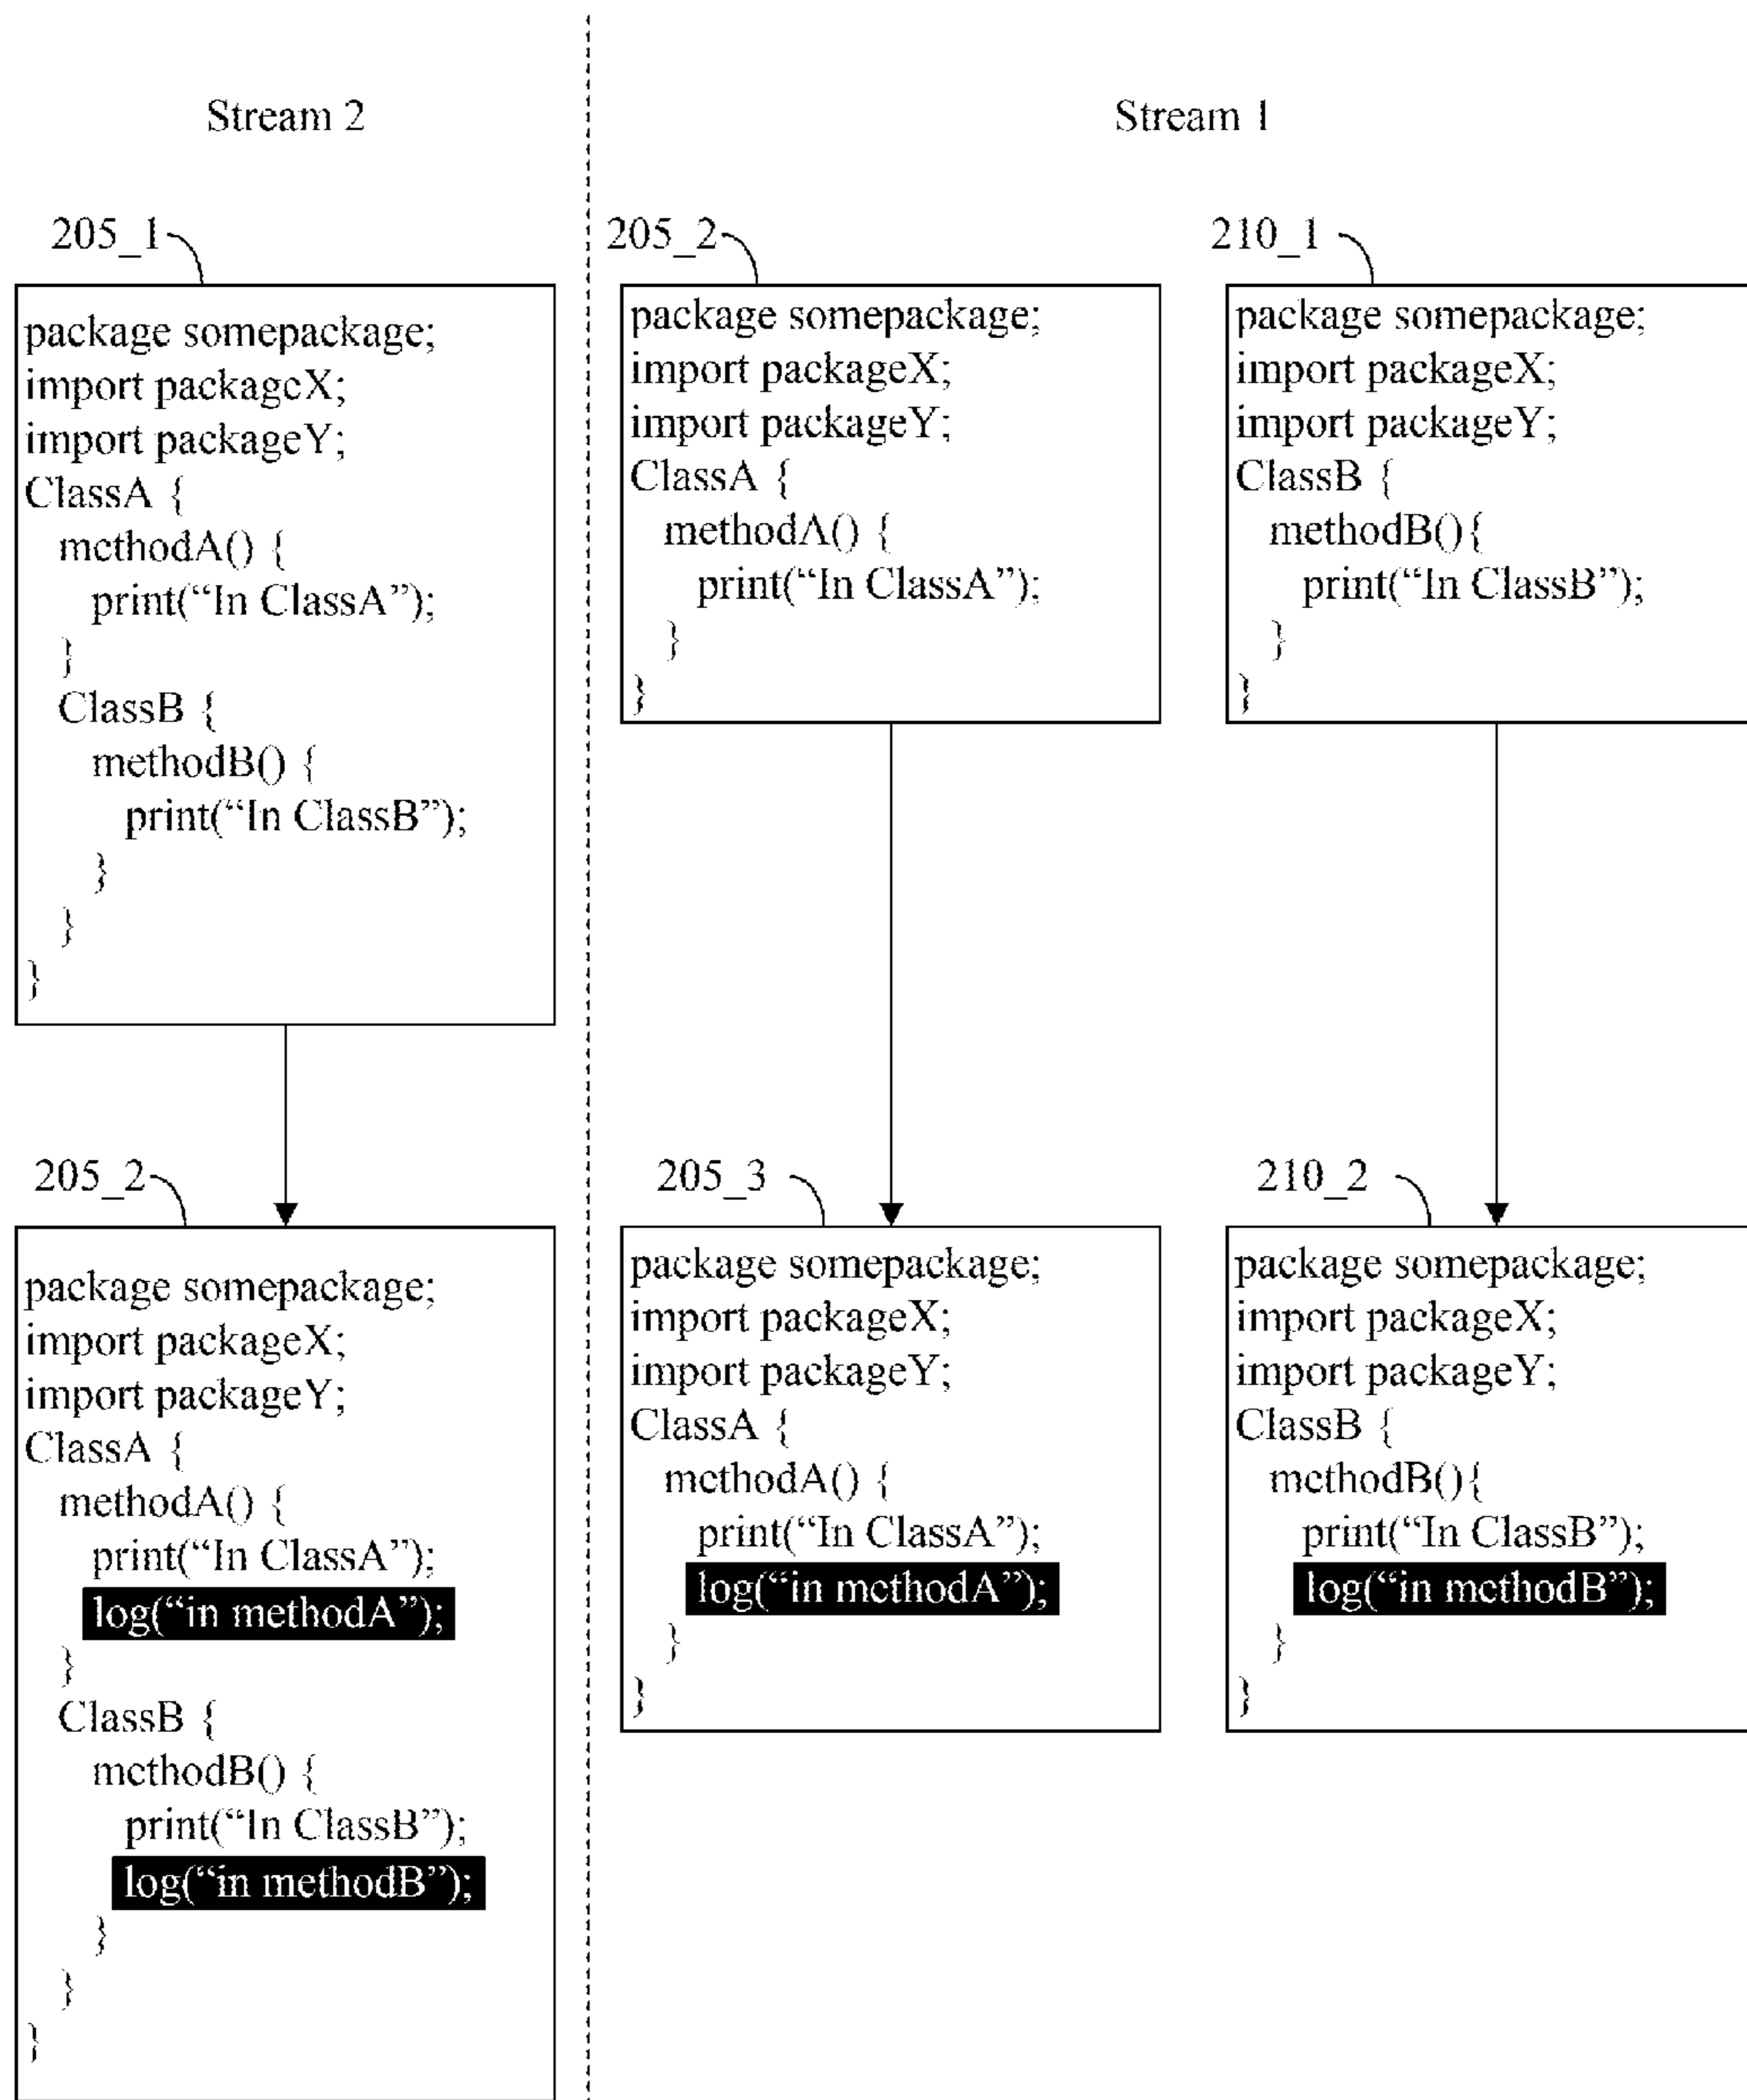 Stream 2
Stream 1
205_1
package somepackage;
import packageX;
import packageY;
ClassA {
methodA() {
print(“In ClassA”);
}
ClassB {
methodB() {
print(“In ClassB”);
}
}
}
205_2
package somepackage;
import packageX;
import packageY;
ClassA {
methodA() {
print(“In ClassA”);
}
}
210_1
package somepackage;
import packageX;
import packageY;
ClassB {
methodB(){
print(“In ClassB”);
}
}
205_2
package somepackage;
import packageX;
import packageY;
ClassA {
methodA() {
print(“In ClassA”);
log(“in methodA”);
}
ClassB {
methodB() {
print(“In ClassB”);
log(“in methodB”);
}
}
}
205_3
package somepackage;
import packageX;
import packageY;
ClassA {
methodA() {
print(“In ClassA”);
log(“in methodA”);
}
}
210_2
package somepackage;
import packageX;
import packageY;
ClassB {
methodB(){
print(“In ClassB”);
log(“in methodB”);
}
}